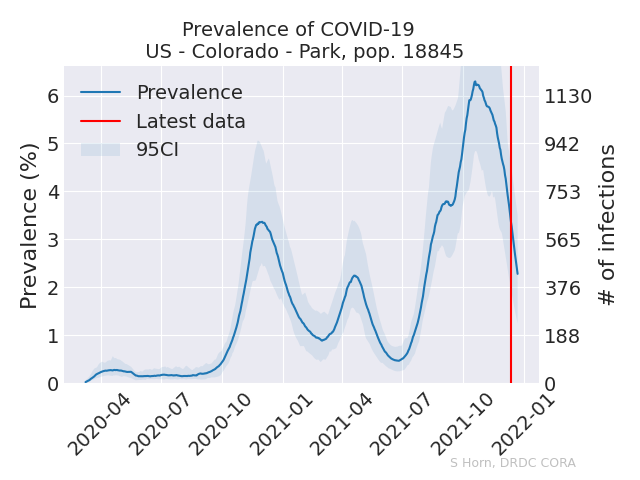 Prevalence of COVID-19
US - Colorado - Park, pop. 18845
Prevalence
Latest data
95CI
Prevalence (%)
6
5
4
3
2
1
0
# of infections
1130
942
753
565
376
188
0
2020-04
2020-07
2020-10
2021-01
2021-04
2021-07
2021-10
2022-01
S Horn, DRDC CORA